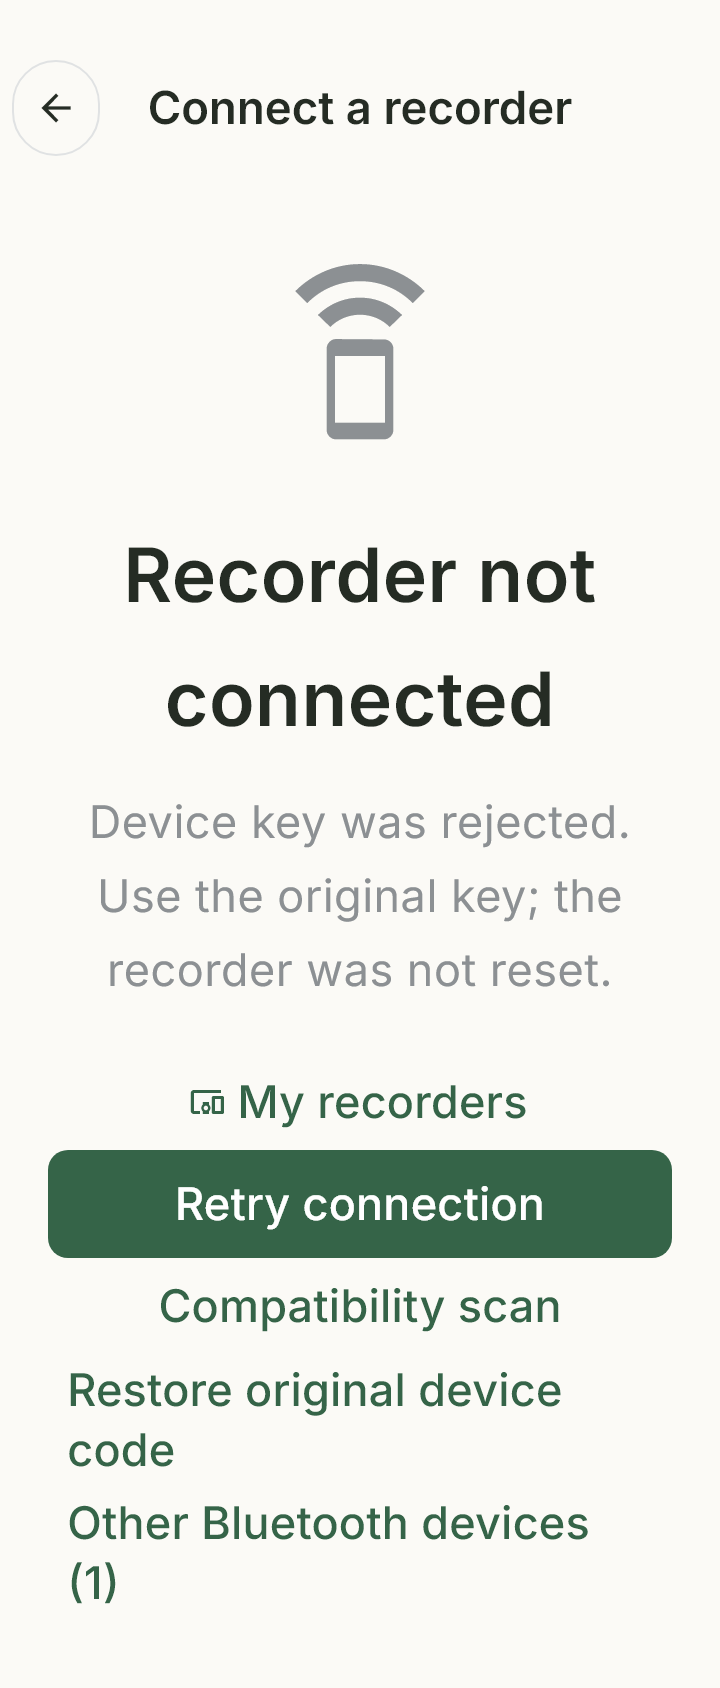 Connect a recorder
Recorder not
connected
Device key was rejected.
Use the original key; the
recorder was not reset.
My recorders
Retry connection
Compatibility scan
Restore original device
code
Other Bluetooth devices
(1)